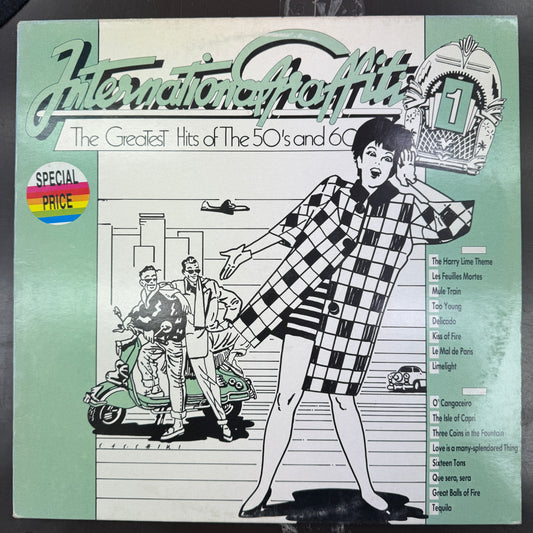 International Graffiti
1
The Greatest Hits of The 50's and 60
SPECIAL
PRICE
The Harry Lime Theme
Les Feuilles Mortes
Mule Train
Too Young
Delicado
Kiss of Fire
Le Mal de Paris
Limelight
O' Cangaceiro
The Isle of Capri
Three Coins in the Fountain
Love is a many-splendored Thing
Sixteen Tons
Que sera, sera
Great Balls of Fire
Tequila